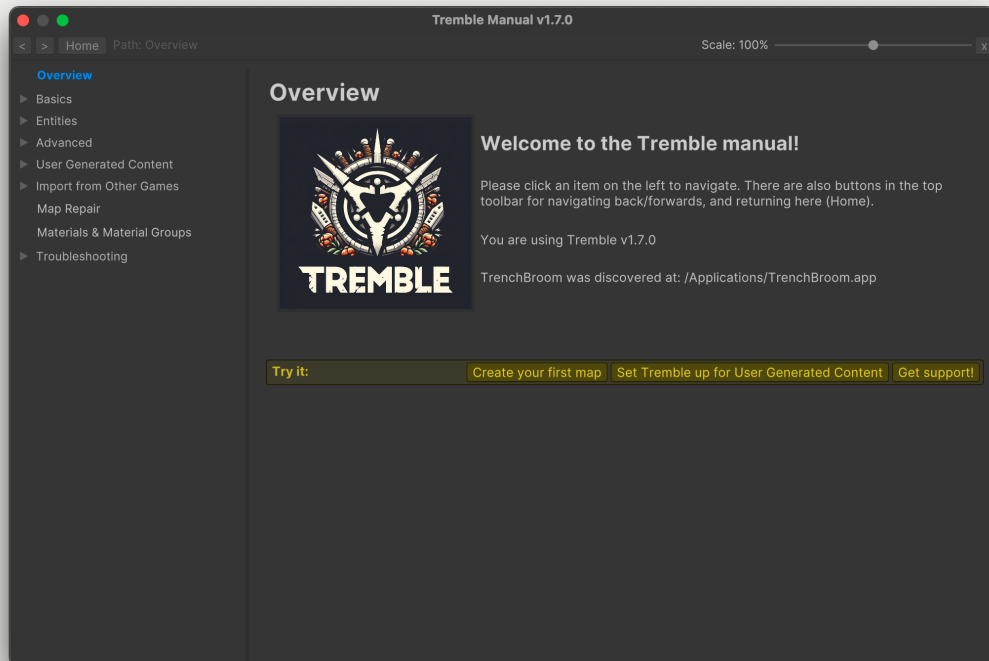 Tremble Manual v1.7.0
< > Home Path: Overview Scale: 100% x
Overview
Basics
Entities
Advanced
User Generated Content
Import from Other Games
Map Repair
Materials & Material Groups
Troubleshooting
Overview
TREMBLE
Welcome to the Tremble manual!
Please click an item on the left to navigate. There are also buttons in the top
toolbar for navigating back/forwards, and returning here (Home).
You are using Tremble v1.7.0
TrenchBroom was discovered at: /Applications/TrenchBroom.app
Try it: Create your first map Set Tremble up for User Generated Content Get support!